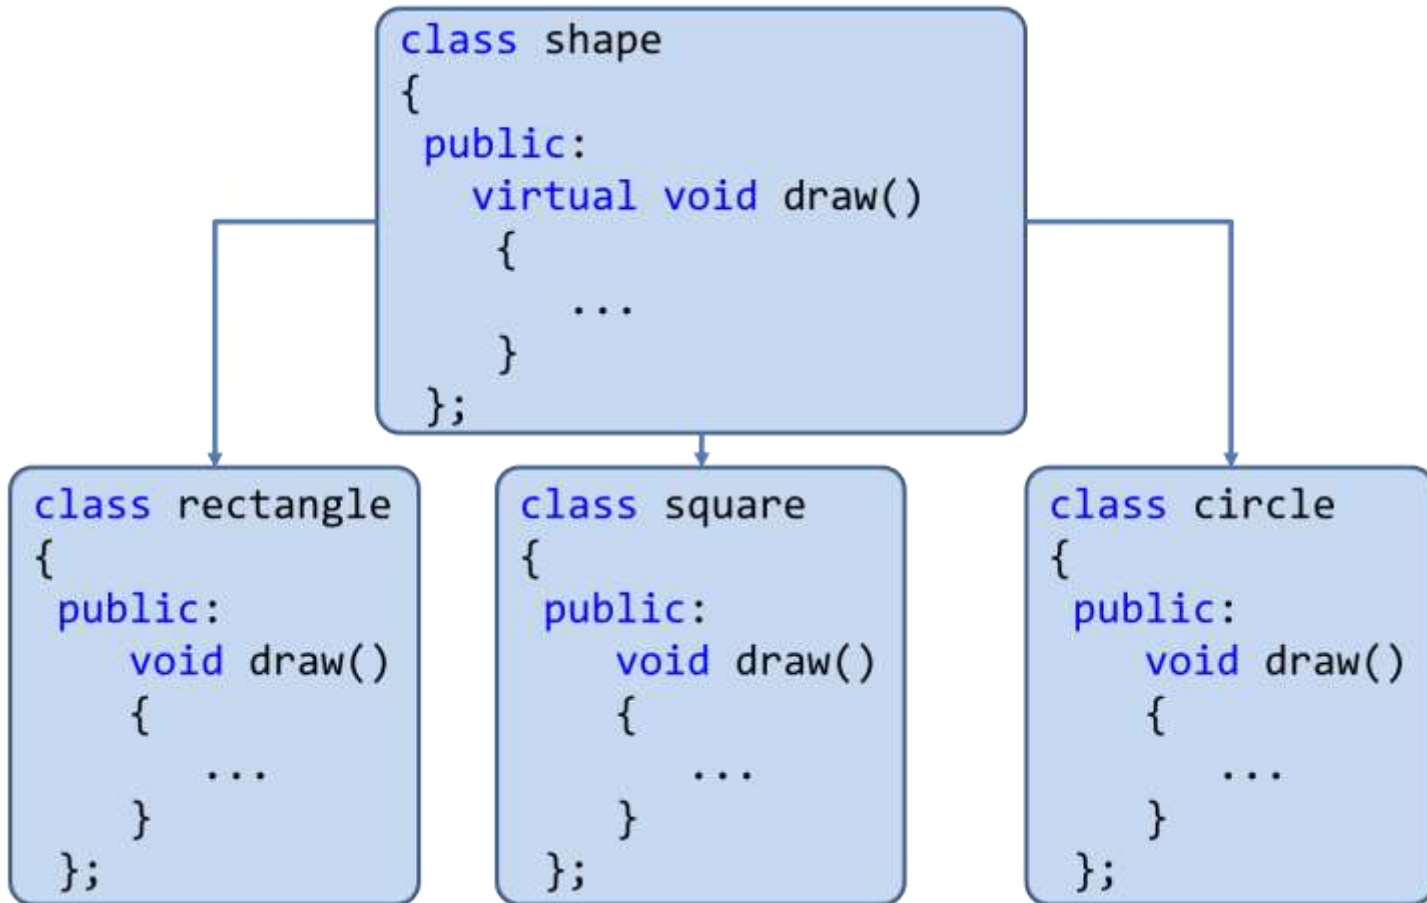 class shape
{
public:
virtual void draw()
{
...
}
};
class rectangle
{
public:
void draw()
{
...
}
};
class square
{
public:
void draw()
{
...
}
};
class circle
{
public:
void draw()
{
...
}
};